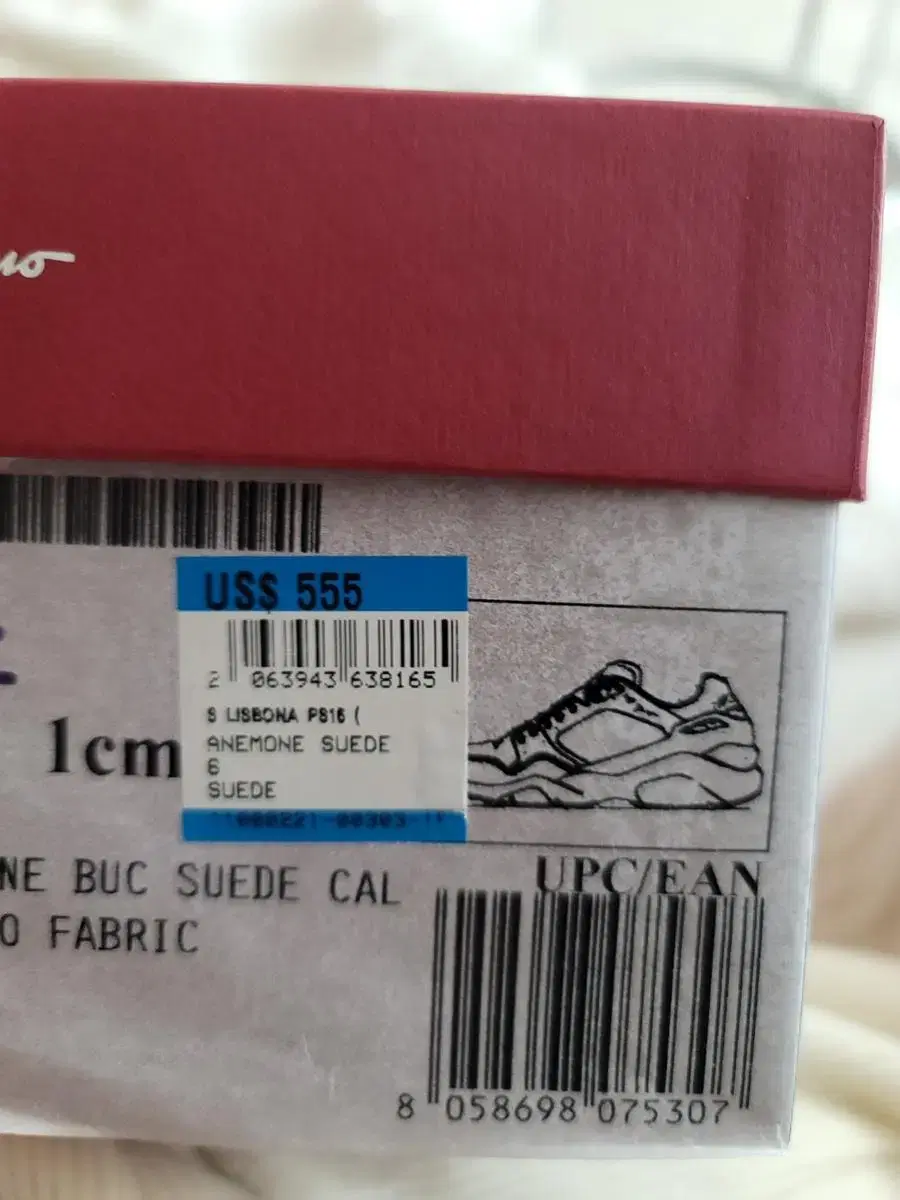 US$ 555
2 063943 638165
S LISBONA PS16 (
ANEMONE SUEDE
6
SUEDE
1cm
NE BUC SUEDE CAL
O FABRIC
UPC/EAN
8 058698 075307